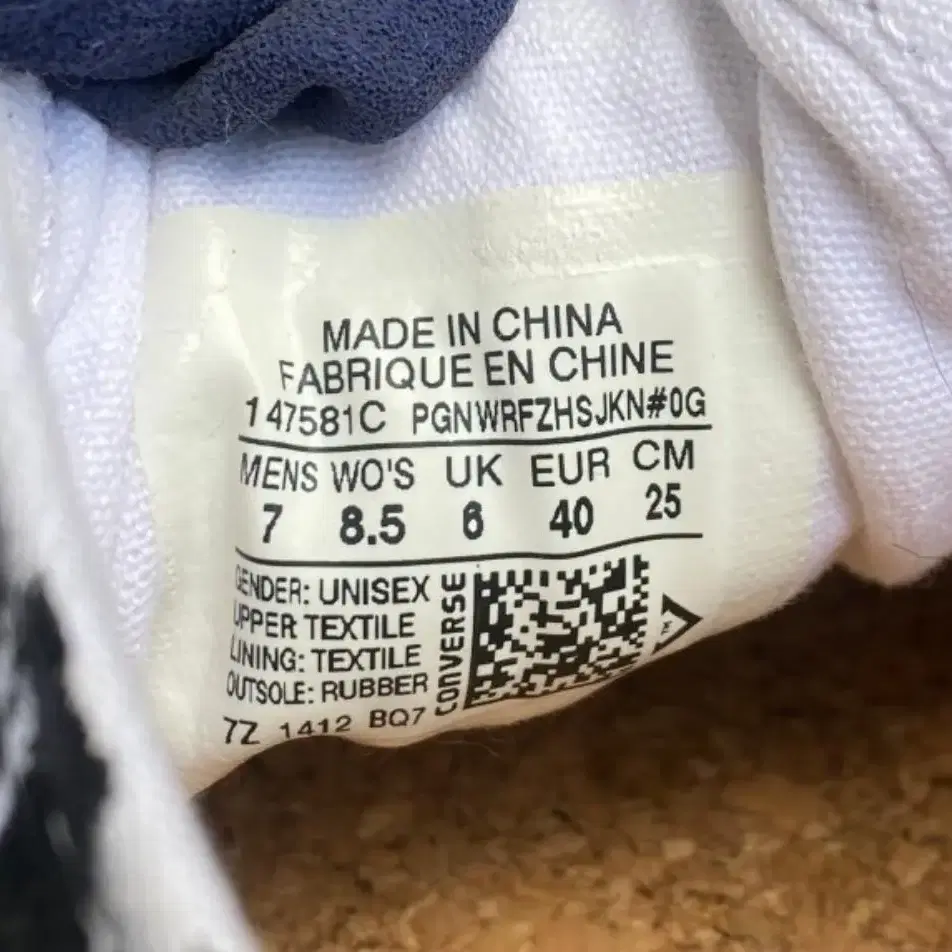 MADE IN CHINA
FABRIQUE EN CHINE
147581C PGNWRFZHSJKN#0G
MENS WO'S UK EUR CM
7 8.5 6 40 25
GENDER: UNISEX
UPPER TEXTILE
LINING: TEXTILE
OUTSOLE: RUBBER
CONVERSE
TM
7Z 1412 BQ7